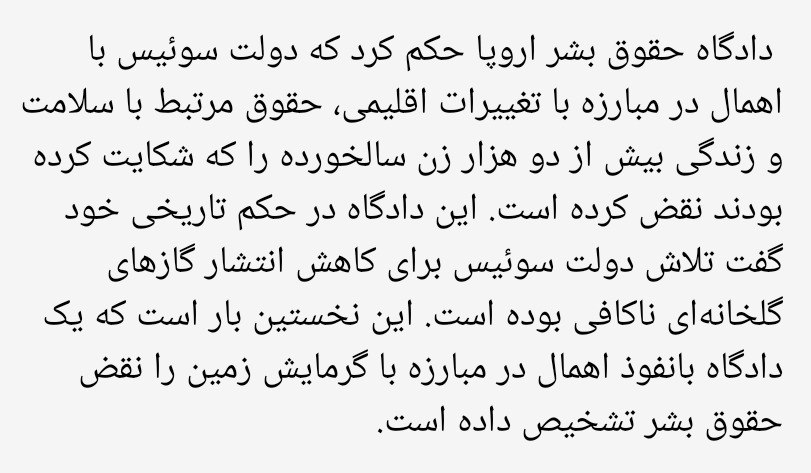 دادگاه حقوق بشر اروپا حکم کرد که دولت سوئیس با
اهمال در مبارزه با تغییرات اقلیمی، حقوق مرتبط با سلامت
و زندگی بیش از دو هزار زن سالخورده را که شکایت کرده
بودند نقض کرده است. این دادگاه در حکم تاریخی خود
گفت تلاش دولت سوئیس برای کاهش انتشار گازهای
گلخانه‌ای ناکافی بوده است. این نخستین بار است که یک
دادگاه بانفوذ اهمال در مبارزه با گرمایش زمین را نقض
حقوق بشر تشخیص داده است.